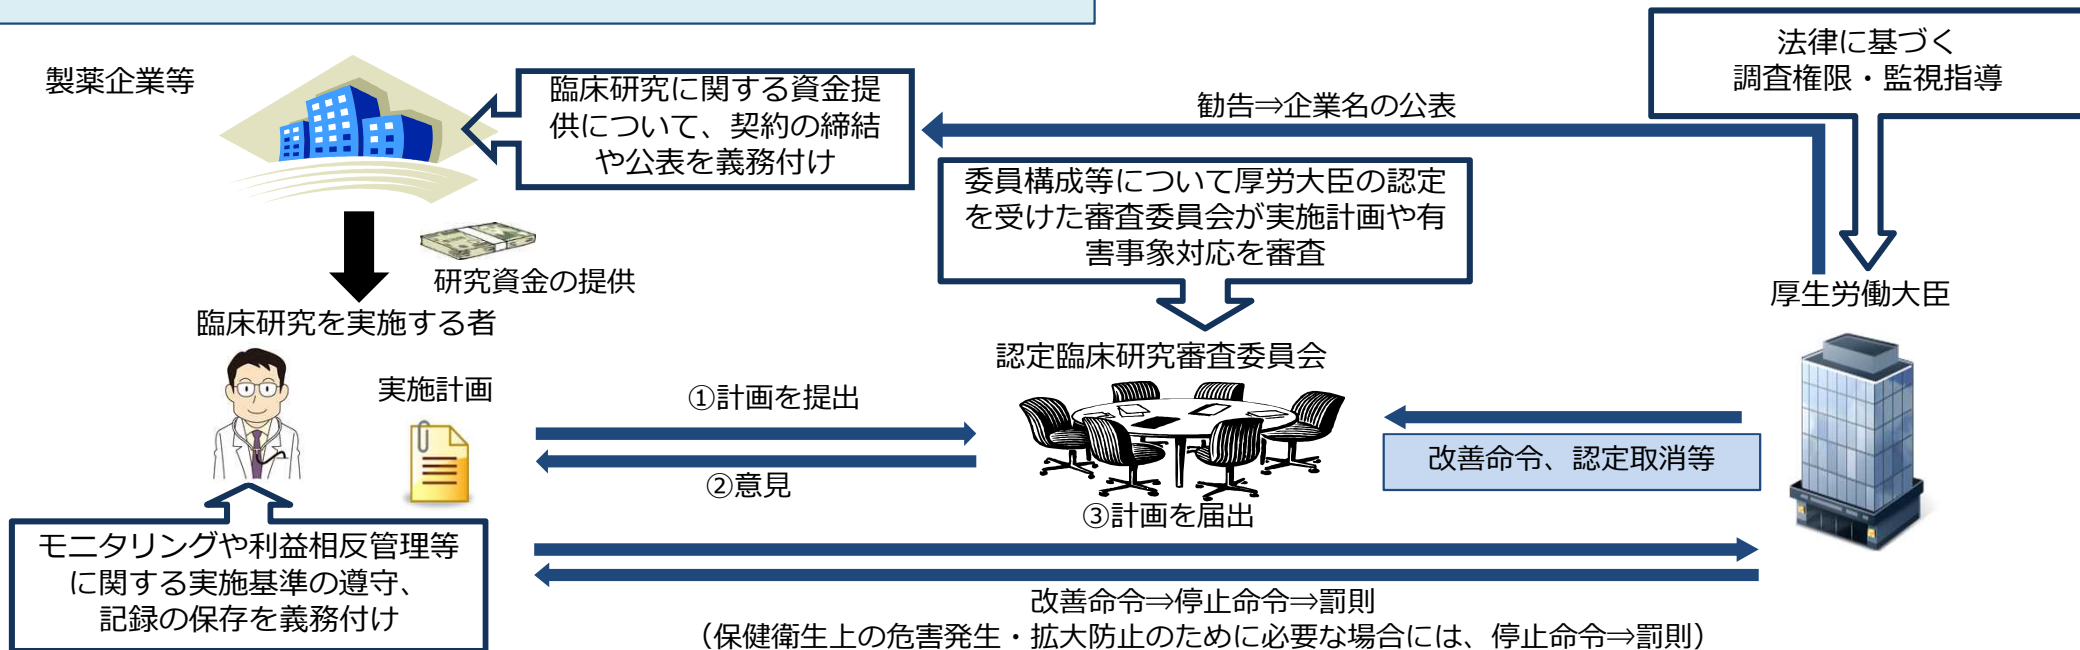 製薬企業等
臨床研究に関する資金提
供について、契約の締結
や公表を義務付け
勧告⇒企業名の公表
法律に基づく
調査権限・監視指導
委員構成等について厚労大臣の認定
を受けた審査委員会が実施計画や有
害事象対応を審査
研究資金の提供
厚生労働大臣
臨床研究を実施する者
認定臨床研究審査委員会
実施計画
①計画を提出
②意見
改善命令、認定取消等
③計画を届出
モニタリングや利益相反管理等
に関する実施基準の遵守、
記録の保存を義務付け
改善命令⇒停止命令⇒罰則
（保健衛生上の危害発生・拡大防止のために必要な場合には、停止命令⇒罰則）